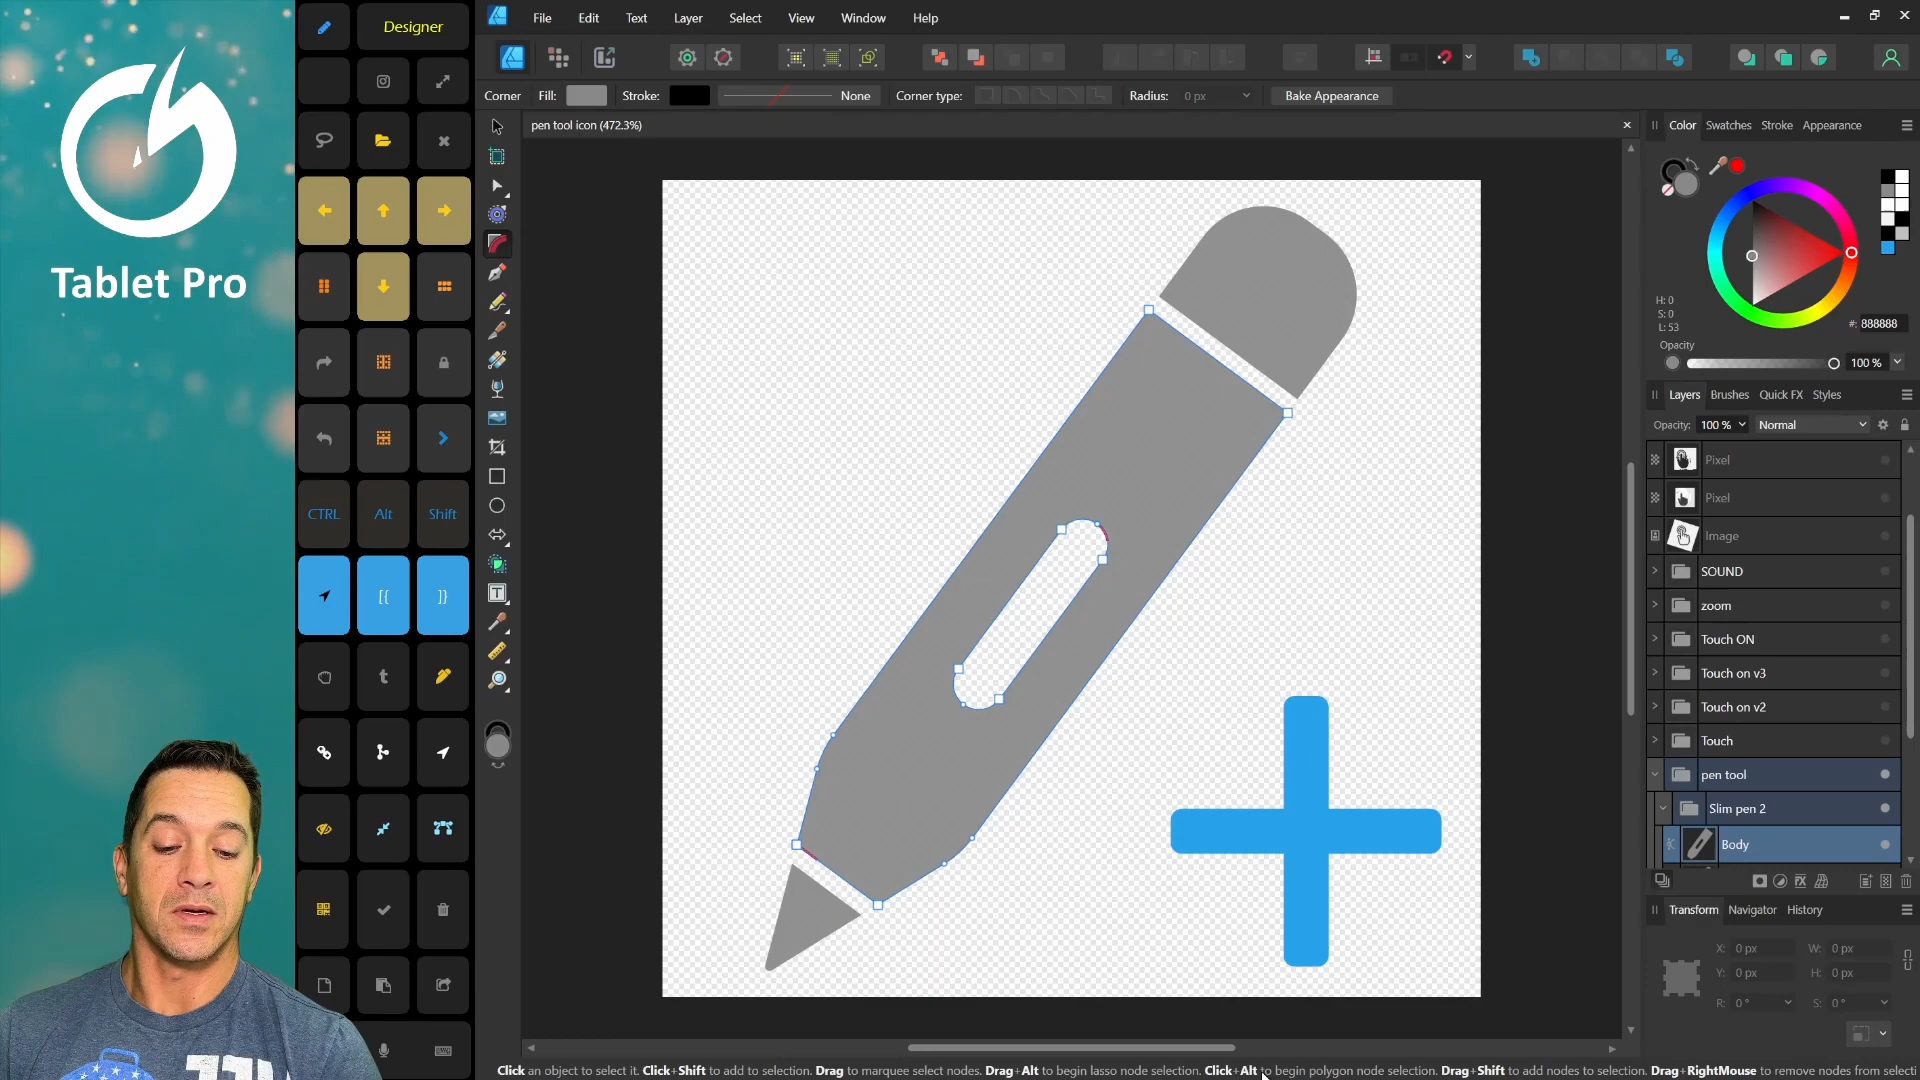 Tablet Pro
Designer
CTRL Alt Shift
[{ ]}
t
File Edit Text Layer Select View Window Help
Corner Fill: Stroke: None Corner type: Radius: 0 px Bake Appearance
pen tool icon (472.3%)
Color Swatches Stroke Appearance
H: 0
S: 0
L: 53
#: 888888
Opacity
100 %
Layers Brushes Quick FX Styles
Opacity: 100 % Normal
Pixel
Pixel
Image
SOUND
zoom
Touch ON
Touch on v3
Touch on v2
Touch
pen tool
Slim pen 2
Body
Transform Navigator History
X: 0 px W: 0 px
Y: 0 px H: 0 px
R: 0 ° S: 0 °
Click an object to select it. Click+Shift to add to selection. Drag to marquee select nodes. Drag+Alt to begin lasso node selection. Click+Alt to begin polygon node selection. Drag+Shift to add nodes to selection. Drag+RightMouse to remove nodes from selecti